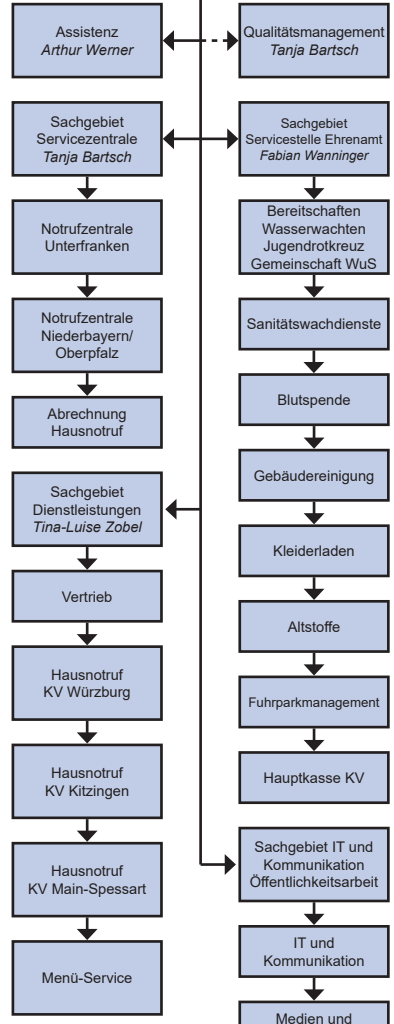 Assistenz
Arthur Werner
Qualitätsmanagement
Tanja Bartsch
Sachgebiet
Servicezentrale
Tanja Bartsch
Notrufzentrale
Unterfranken
Notrufzentrale
Niederbayern/
Oberpfalz
Abrechnung
Hausnotruf
Sachgebiet
Servicestelle Ehrenamt
Fabian Wanninger
Bereitschaften
Wasserwachten
Jugendrotkreuz
Gemeinschaft WuS
Sanitätswachdienste
Blutspende
Gebäudereinigung
Kleiderladen
Altstoffe
Fuhrparkmanagement
Hauptkasse KV
Sachgebiet
Dienstleistungen
Tina-Luise Zobel
Vertrieb
Hausnotruf
KV Würzburg
Hausnotruf
KV Kitzingen
Hausnotruf
KV Main-Spessart
Menü-Service
Sachgebiet IT und
Kommunikation
Öffentlichkeitsarbeit
IT und
Kommunikation
Medien und